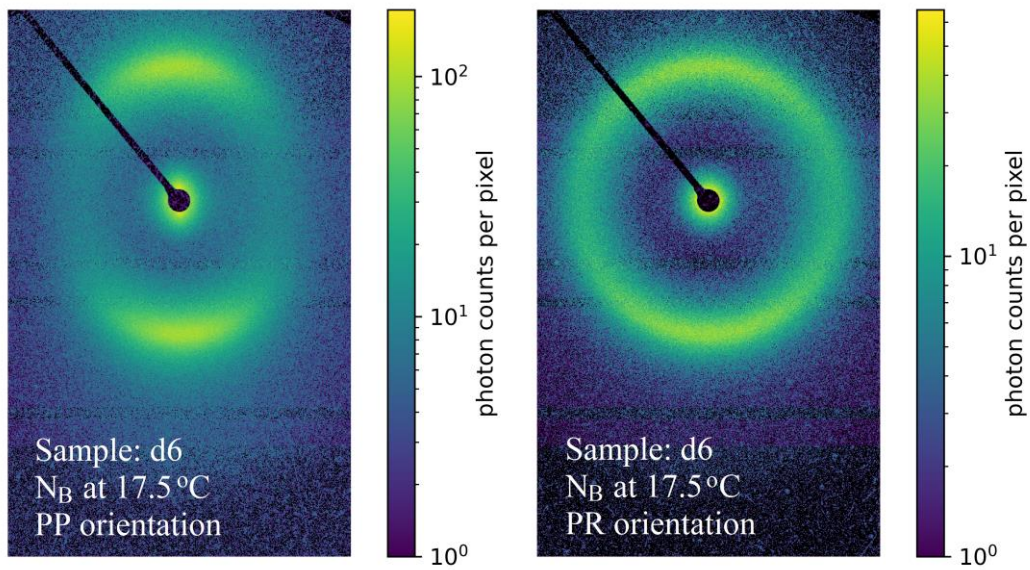 10²
10¹
10⁰
photon counts per pixel
Sample: d6
N_B at 17.5°C
PP orientation
10¹
10⁰
photon counts per pixel
Sample: d6
N_B at 17.5°C
PR orientation